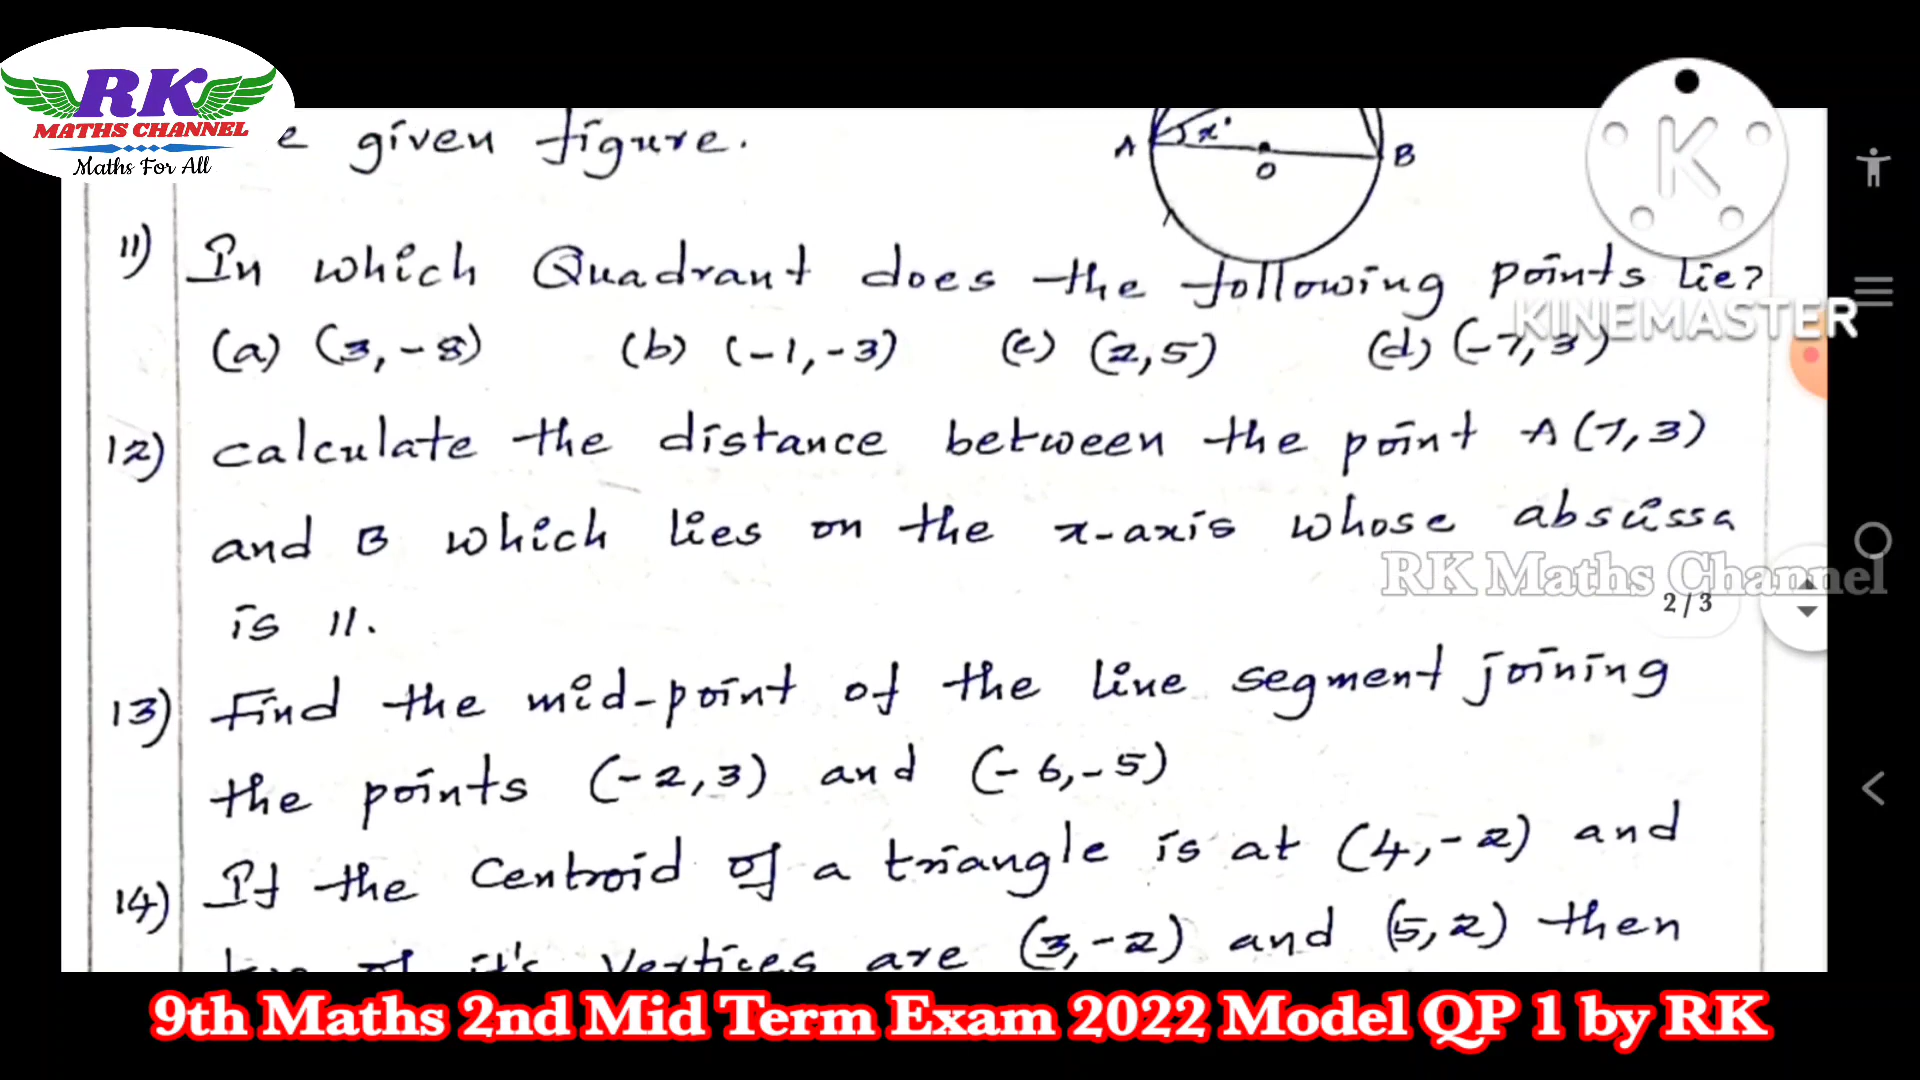 RK
MATHS CHANNEL
Maths For All
e given figure.
A x° O B
K
KINEMASTER
11) In which Quadrant does the following points lie?
(a) (3,-8) (b) (-1,-3) (c) (2,5) (d) (-7,3)
12) calculate the distance between the point A(7,3)
and B which lies on the x-axis whose abscissa
is 11.
RK Maths Channel
2/3
13) Find the mid-point of the line segment joining
the points (-2,3) and (-6,-5)
14) If the Centroid of a triangle is at (4,-2) and
two of it's vertices are (3,-2) and (5,2) then
9th Maths 2nd Mid Term Exam 2022 Model QP 1 by RK